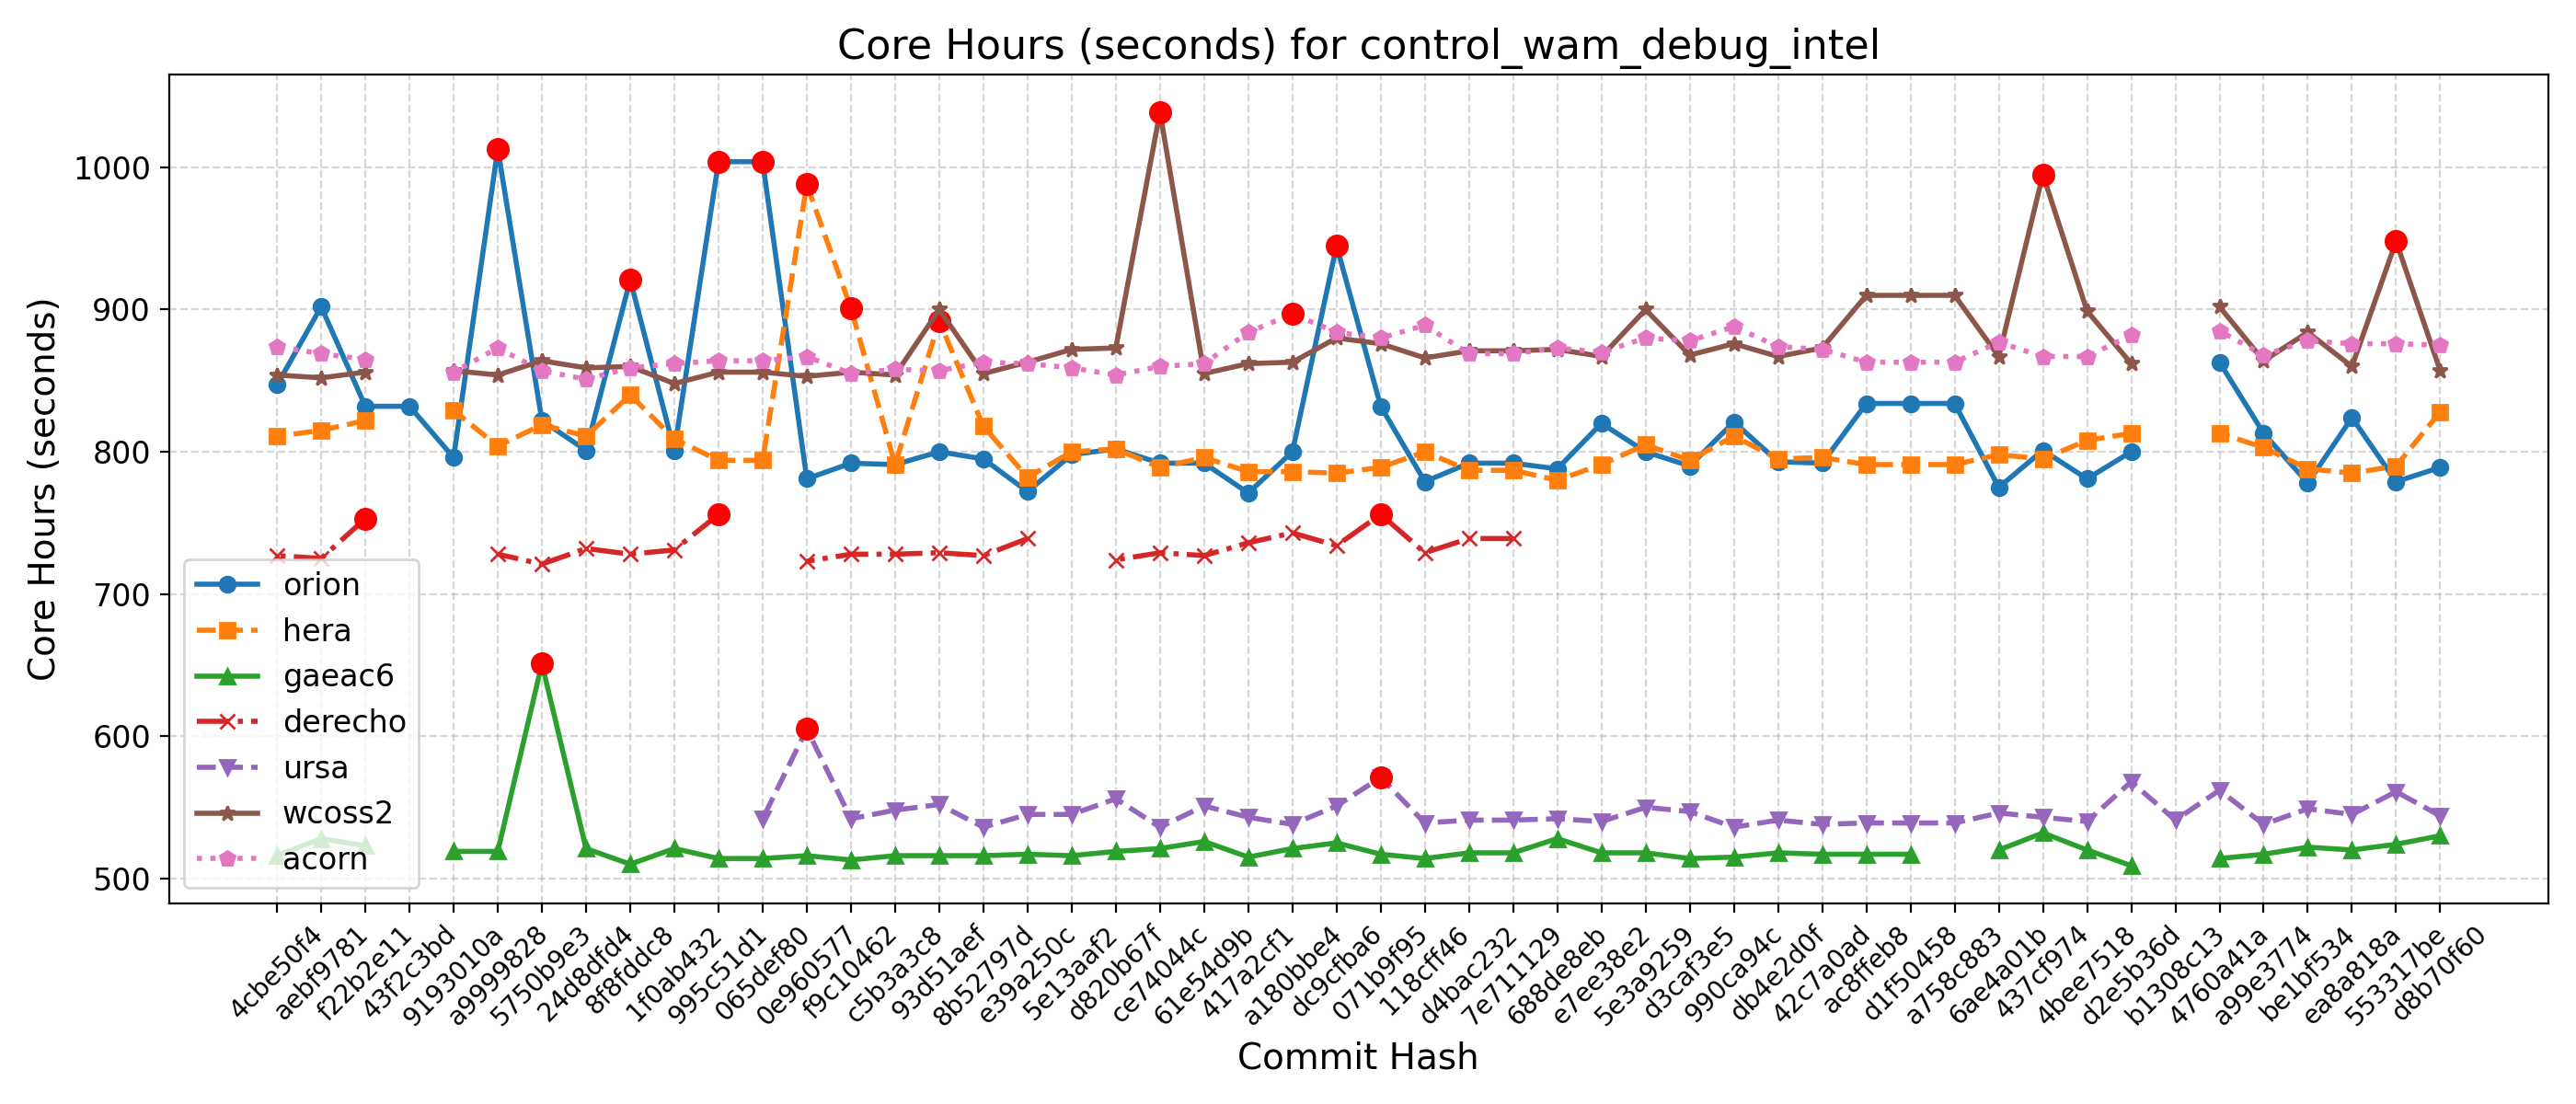 Core Hours (seconds) for control_wam_debug_intel
Core Hours (seconds)
1000
900
800
700
600
500
orion
hera
gaeac6
derecho
ursa
wcoss2
acorn
4cbe50f4
aebf9781
f22b2e11
43f2c3bd
9193010a
a9999828
5750b9e3
24d8dfd4
8f8fddc8
1f0ab432
995c51d1
065def80
0e960577
f9c10462
c5b3a3c8
93d51aef
8b52797d
e39a250c
5e13aaf2
d820b67f
ce74044c
61e54d9b
417a2cf1
a180bbe4
dc9cfba6
071b9f95
118cff46
d4bac232
7e711129
688de8eb
e7ee38e2
5e3a9259
d3caf3e5
990ca94c
db4e2d0f
42c7a0ad
ac8ffeb8
d1f50458
a758c883
6ae4a01b
437cf974
4bee7518
d2e5b36d
b1308c13
4760a41a
a99e3774
be1bf534
ea8a818a
553317be
d8b70f60
Commit Hash